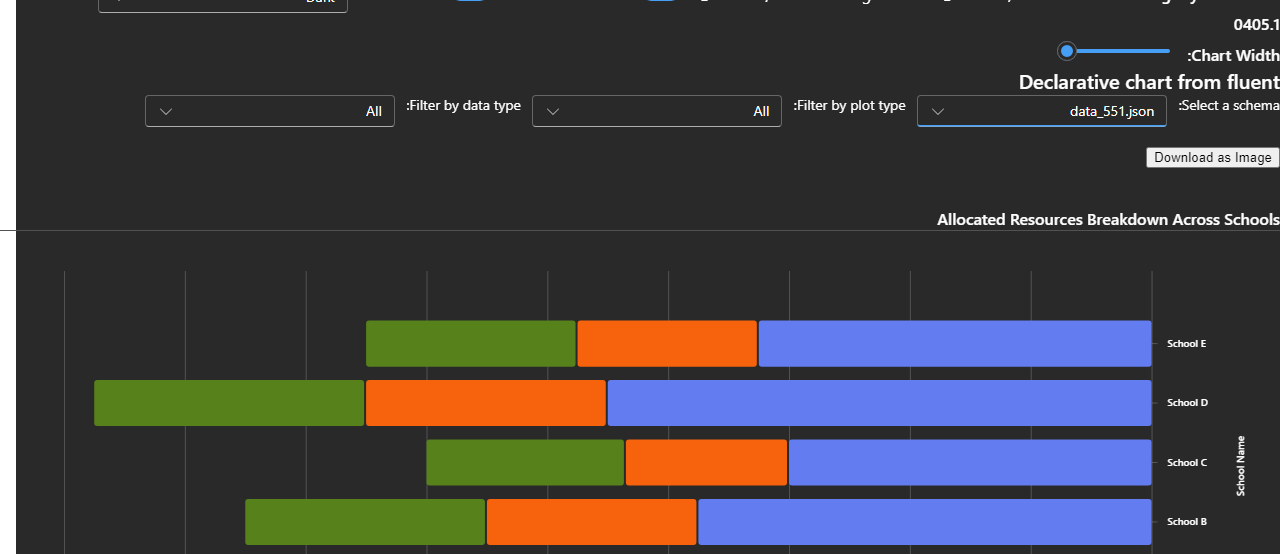 0405.1
:Chart Width
Declarative chart from fluent
:Select a schema
data_551.json
:Filter by plot type
All
:Filter by data type
All
Download as Image
Allocated Resources Breakdown Across Schools
School E
School D
School C
School B
School Name